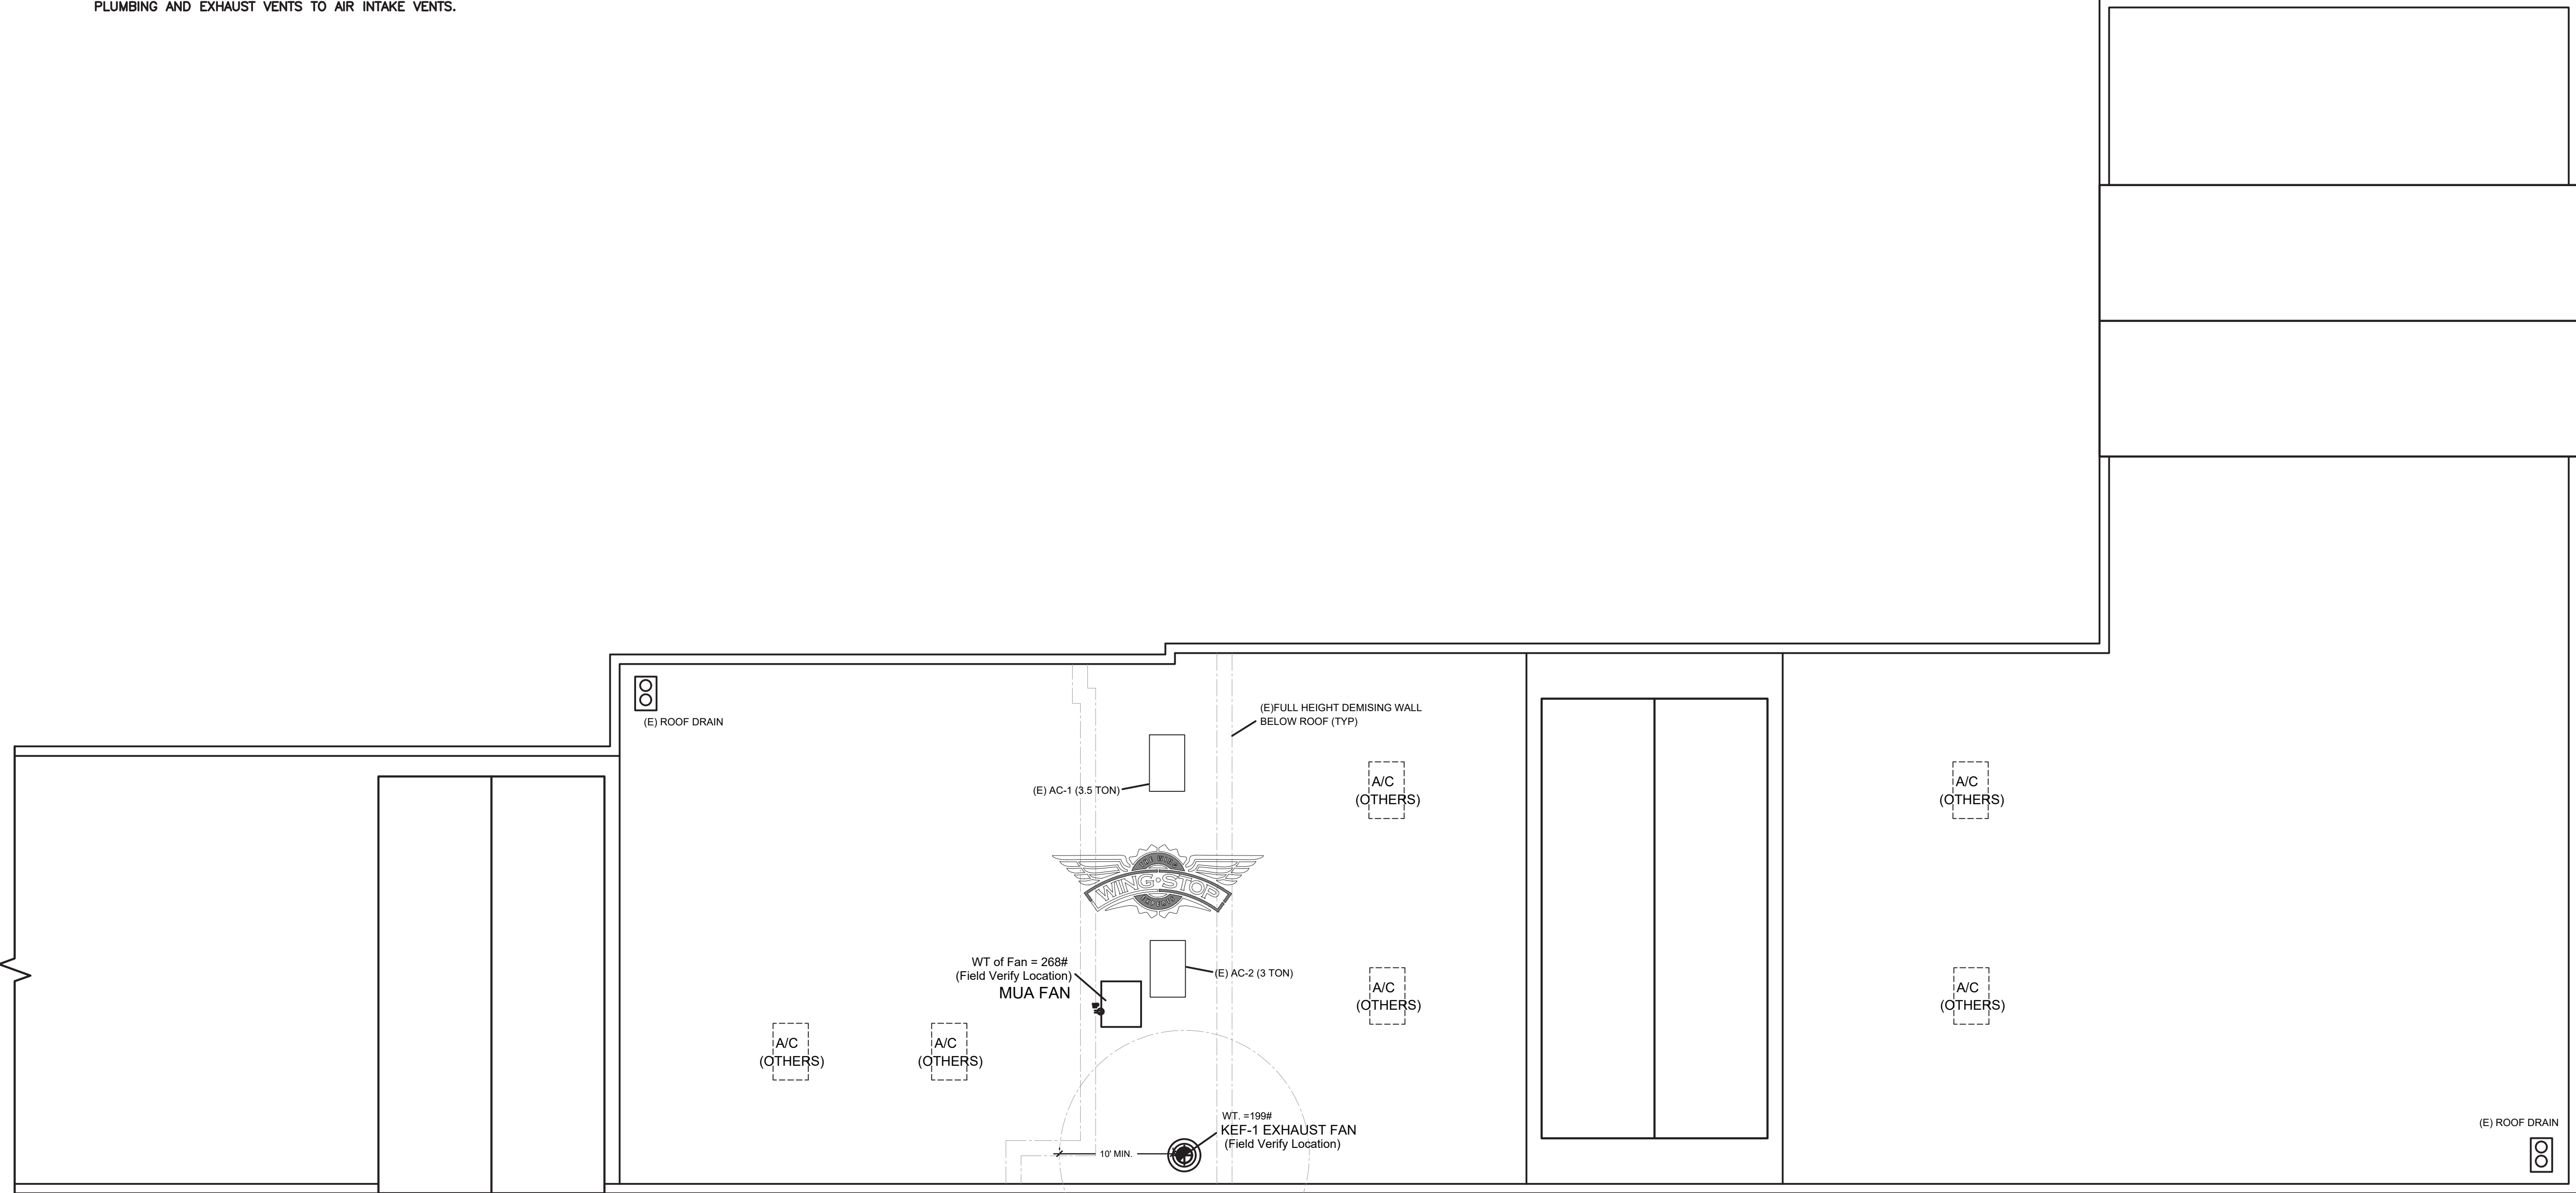 PLUMBING AND EXHAUST VENTS TO AIR INTAKE VENTS.
(E) ROOF DRAIN
(E)FULL HEIGHT DEMISING WALL
BELOW ROOF (TYP)
(E) AC-1 (3.5 TON)
A/C
(OTHERS)
A/C
(OTHERS)
WING·STOP
WT of Fan = 268#
(Field Verify Location)
MUA FAN
(E) AC-2 (3 TON)
A/C
(OTHERS)
A/C
(OTHERS)
A/C
(OTHERS)
A/C
(OTHERS)
WT. =199#
KEF-1 EXHAUST FAN
(Field Verify Location)
10' MIN.
(E) ROOF DRAIN